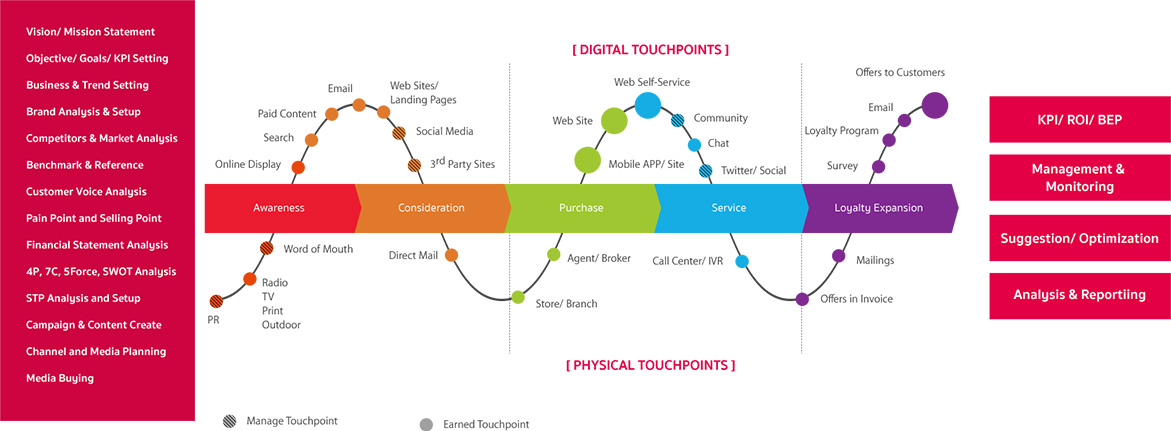 Vision/ Mission Statement
Objective/ Goals/ KPI Setting
Business & Trend Setting
Brand Analysis & Setup
Competitors & Market Analysis
Benchmark & Reference
Customer Voice Analysis
Pain Point and Selling Point
Financial Statement Analysis
4P, 7C, 5Force, SWOT Analysis
STP Analysis and Setup
Campaign & Content Create
Channel and Media Planning
Media Buying
[ DIGITAL TOUCHPOINTS ]
Online Display
Search
Paid Content
Email
Web Sites/
Landing Pages
Social Media
3rd Party Sites
Web Site
Mobile APP/ Site
Web Self-Service
Community
Chat
Twitter/ Social
Survey
Loyalty Program
Email
Offers to Customers
Awareness
Consideration
Purchase
Service
Loyalty Expansion
PR
Radio
TV
Print
Outdoor
Word of Mouth
Direct Mail
Store/ Branch
Agent/ Broker
Call Center/ IVR
Offers in Invoice
Mailings
[ PHYSICAL TOUCHPOINTS ]
Manage Touchpoint
Earned Touchpoint
KPI/ ROI/ BEP
Management &
Monitoring
Suggestion/ Optimization
Analysis & Reportiing